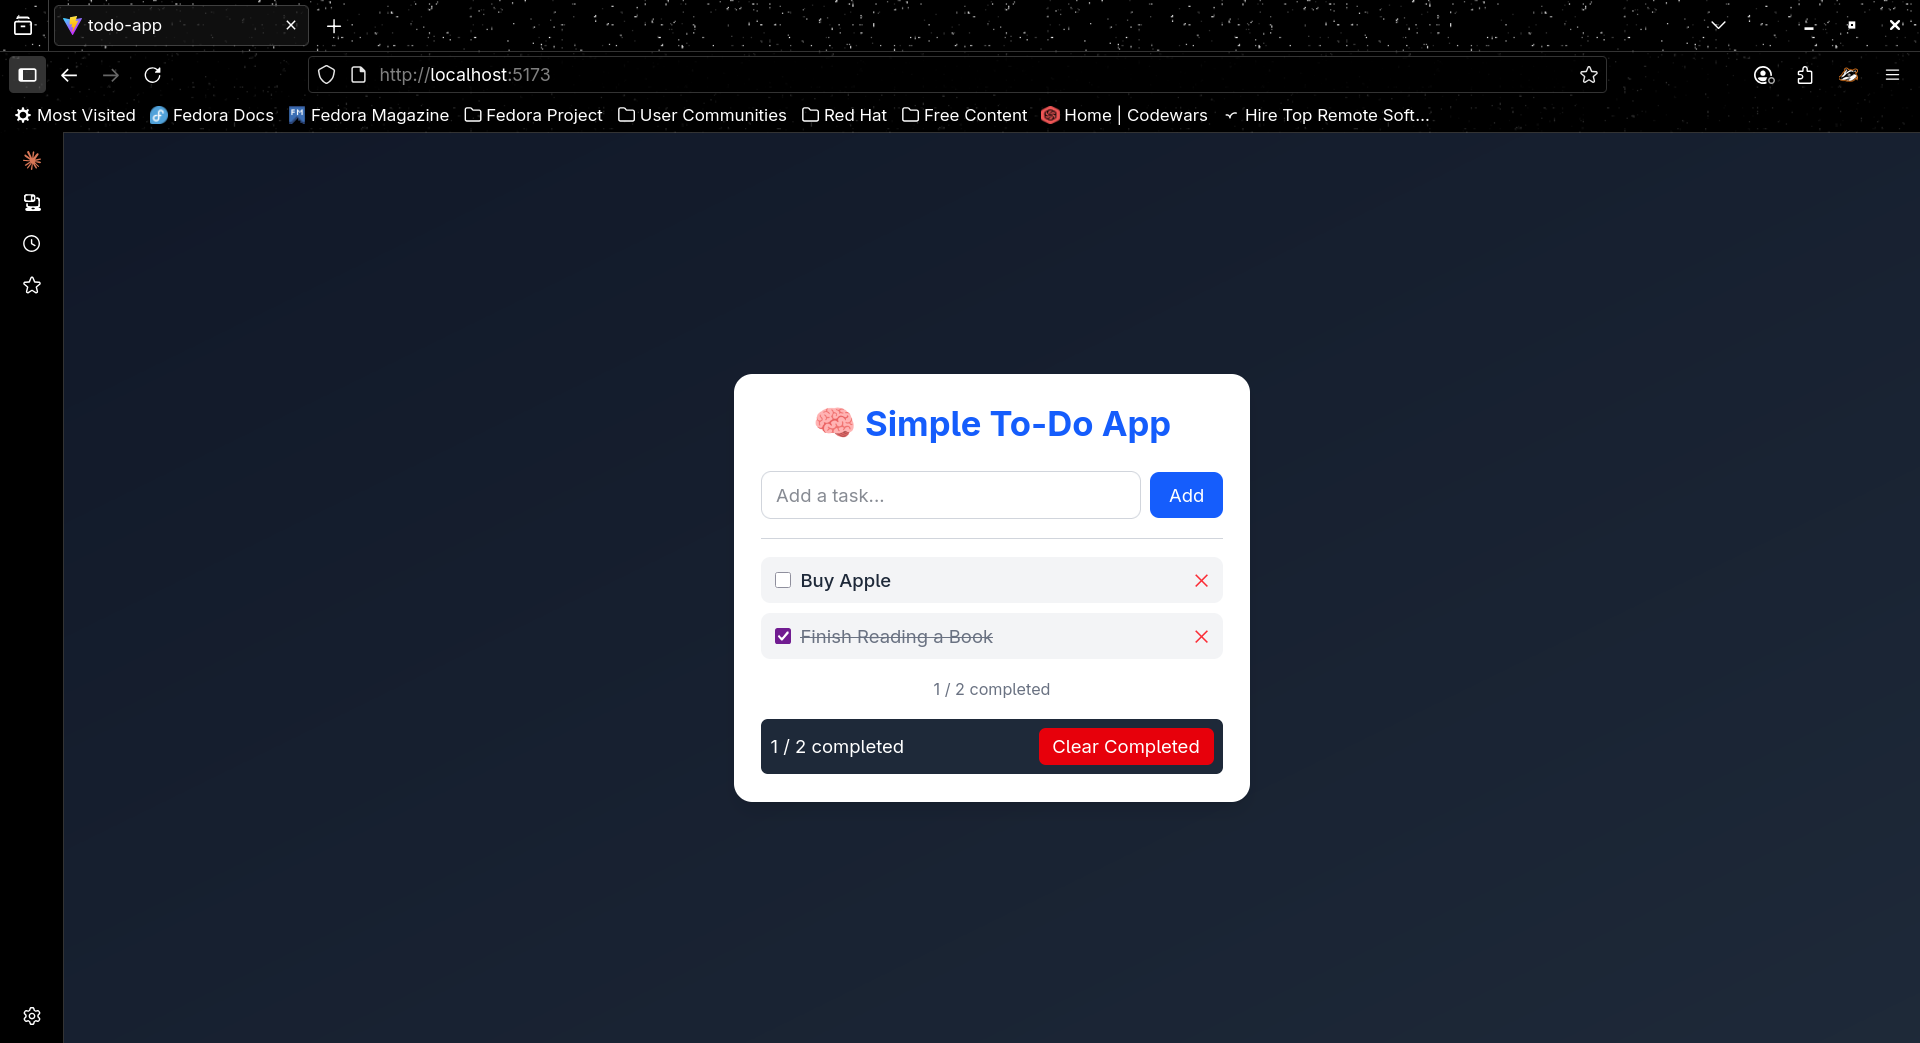 todo-app
http://localhost:5173
Most Visited Fedora Docs Fedora Magazine Fedora Project User Communities Red Hat Free Content Home | Codewars Hire Top Remote Soft...
🧠 Simple To-Do App
Add a task... Add
Buy Apple
Finish Reading a Book
1 / 2 completed
1 / 2 completed Clear Completed